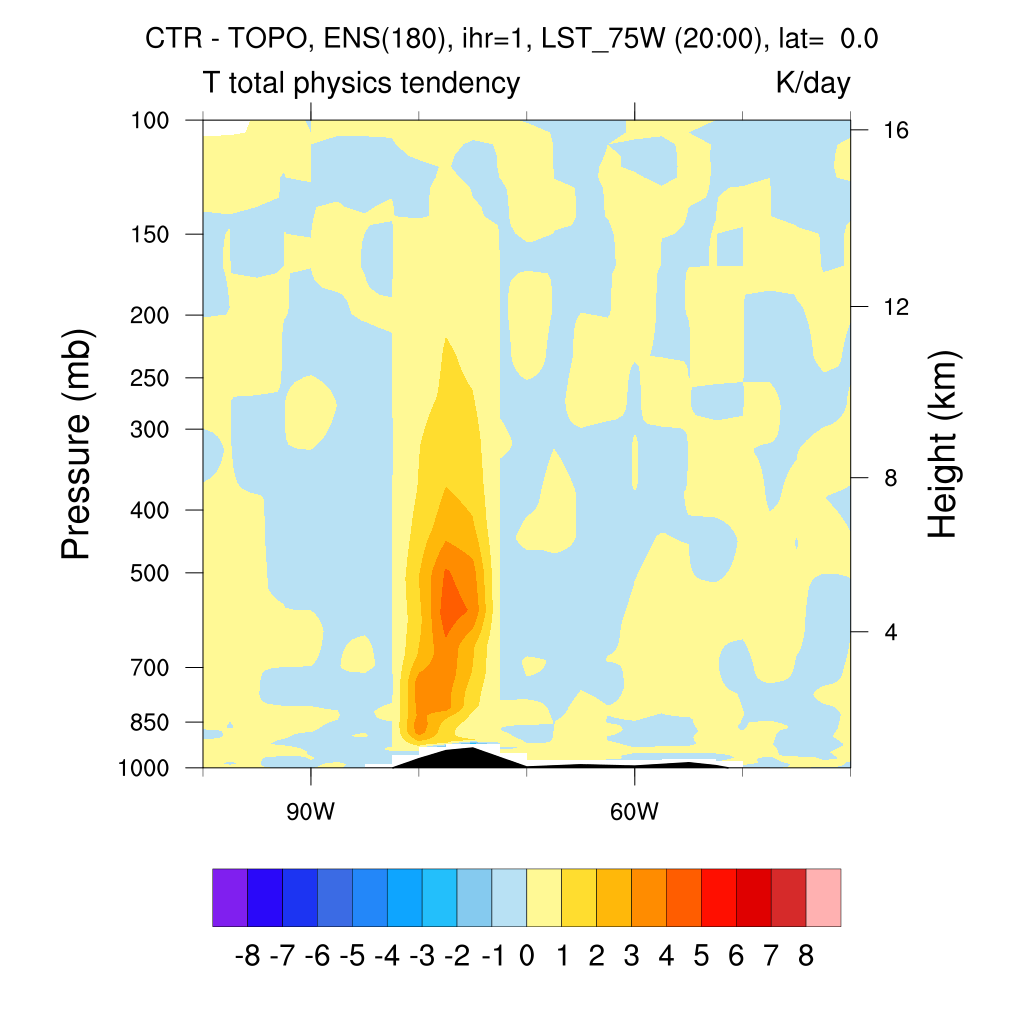 CTR - TOPO, ENS(180), ihr=1, LST_75W (20:00), lat=  0.0
T total physics tendency K/day
100
150
200
250
300
400
500
700
850
1000
Pressure (mb)
16
12
8
4
Height (km)
90W 60W
-8 -7 -6 -5 -4 -3 -2 -1 0 1 2 3 4 5 6 7 8